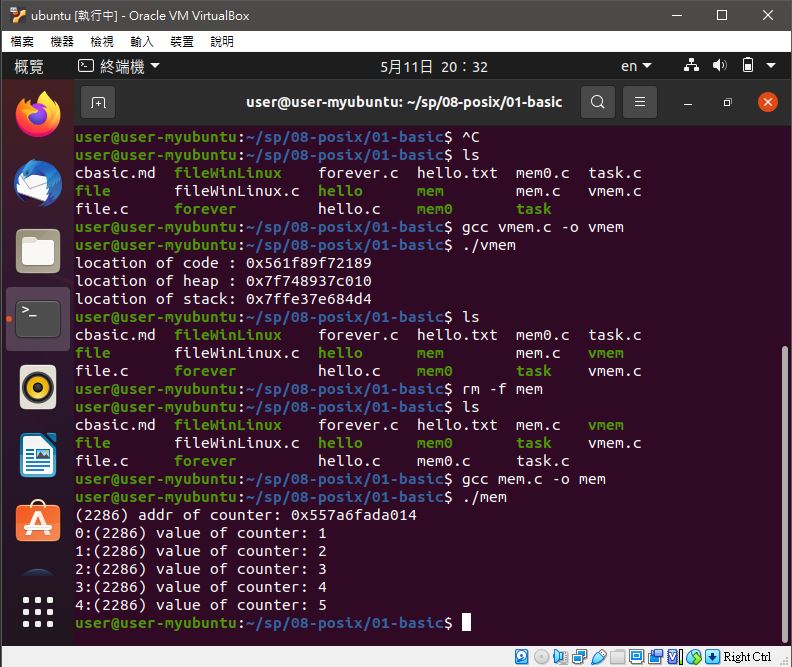 ubuntu [執行中] - Oracle VM VirtualBox
檔案 機器 檢視 輸入 裝置 說明
概覽 終端機 5月11日 20：32 en
user@user-myubuntu: ~/sp/08-posix/01-basic
user@user-myubuntu:~/sp/08-posix/01-basic$ ^C
user@user-myubuntu:~/sp/08-posix/01-basic$ ls
cbasic.md fileWinLinux forever.c hello.txt mem0.c task.c
file fileWinLinux.c hello mem mem.c vmem.c
file.c forever hello.c mem0 task
user@user-myubuntu:~/sp/08-posix/01-basic$ gcc vmem.c -o vmem
user@user-myubuntu:~/sp/08-posix/01-basic$ ./vmem
location of code : 0x561f89f72189
location of heap : 0x7f748937c010
location of stack: 0x7ffe37e684d4
user@user-myubuntu:~/sp/08-posix/01-basic$ ls
cbasic.md fileWinLinux forever.c hello.txt mem0.c task.c
file fileWinLinux.c hello mem mem.c vmem
file.c forever hello.c mem0 task vmem.c
user@user-myubuntu:~/sp/08-posix/01-basic$ rm -f mem
user@user-myubuntu:~/sp/08-posix/01-basic$ ls
cbasic.md fileWinLinux forever.c hello.txt mem.c vmem
file fileWinLinux.c hello mem0 task vmem.c
file.c forever hello.c mem0.c task.c
user@user-myubuntu:~/sp/08-posix/01-basic$ gcc mem.c -o mem
user@user-myubuntu:~/sp/08-posix/01-basic$ ./mem
(2286) addr of counter: 0x557a6fada014
0:(2286) value of counter: 1
1:(2286) value of counter: 2
2:(2286) value of counter: 3
3:(2286) value of counter: 4
4:(2286) value of counter: 5
user@user-myubuntu:~/sp/08-posix/01-basic$
Right Ctrl